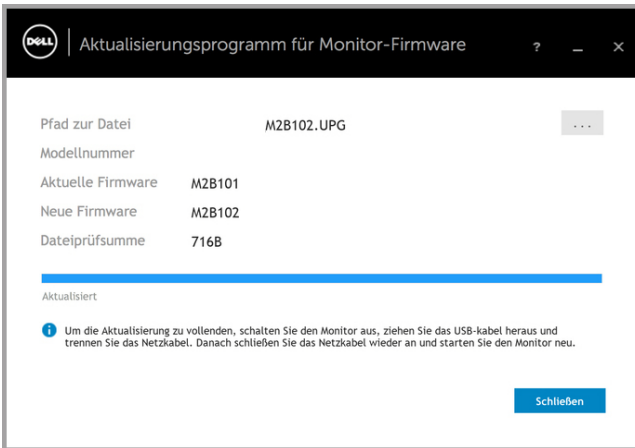 DELL
Aktualisierungsprogramm für Monitor-Firmware
?
Pfad zur Datei M2B102.UPG ...
Modellnummer
Aktuelle Firmware M2B101
Neue Firmware M2B102
Dateiprüfsumme 716B
Aktualisiert
Um die Aktualisierung zu vollenden, schalten Sie den Monitor aus, ziehen Sie das USB-kabel heraus und
trennen Sie das Netzkabel. Danach schließen Sie das Netzkabel wieder an und starten Sie den Monitor neu.
Schließen